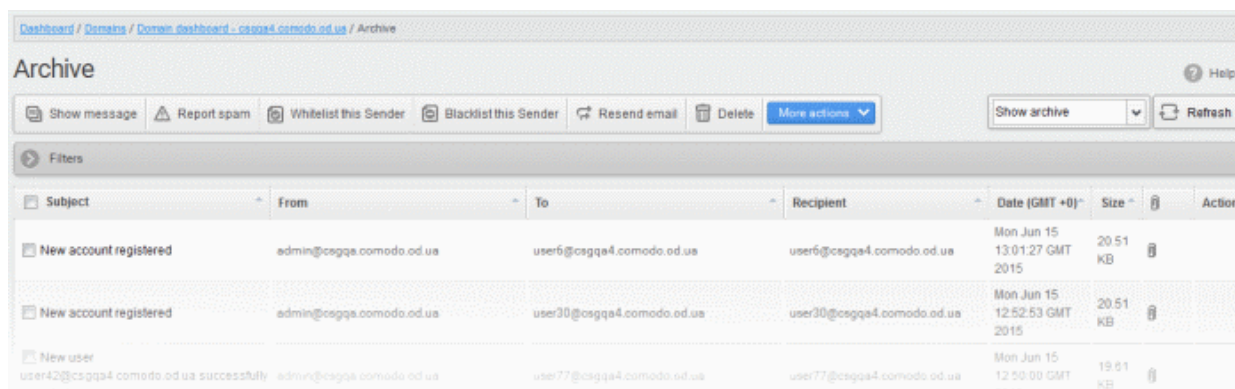 Dashboard / Domains / Domain dashboard - csgqa4.comodo.od.ua / Archive
Archive
Help
Show message Report spam Whitelist this Sender Blacklist this Sender Resend email Delete More actions Show archive Refresh
Filters
Subject From To Recipient Date (GMT +0) Size Action
New account registered admin@csgqa.comodo.od.ua user6@csgqa4.comodo.od.ua user6@csgqa4.comodo.od.ua Mon Jun 15
13:01:27 GMT
2015
20.51
KB
New account registered admin@csgqa.comodo.od.ua user30@csgqa4.comodo.od.ua user30@csgqa4.comodo.od.ua Mon Jun 15
12:52:53 GMT
2015
20.51
KB
New user
user42@csgqa4.comodo.od.ua successfully admin@csgqa.comodo.od.ua user77@csgqa4.comodo.od.ua user77@csgqa4.comodo.od.ua Mon Jun 15
12:50:00 GMT
19.61
KB